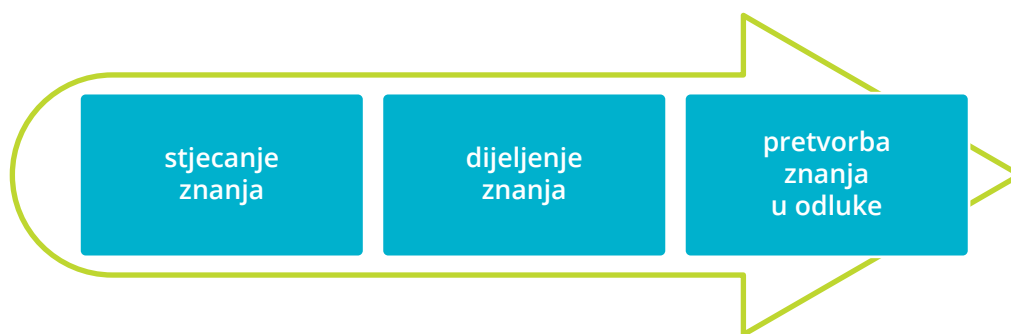 stjecanje
znanja
dijeljenje
znanja
pretvorba
znanja
u odluke